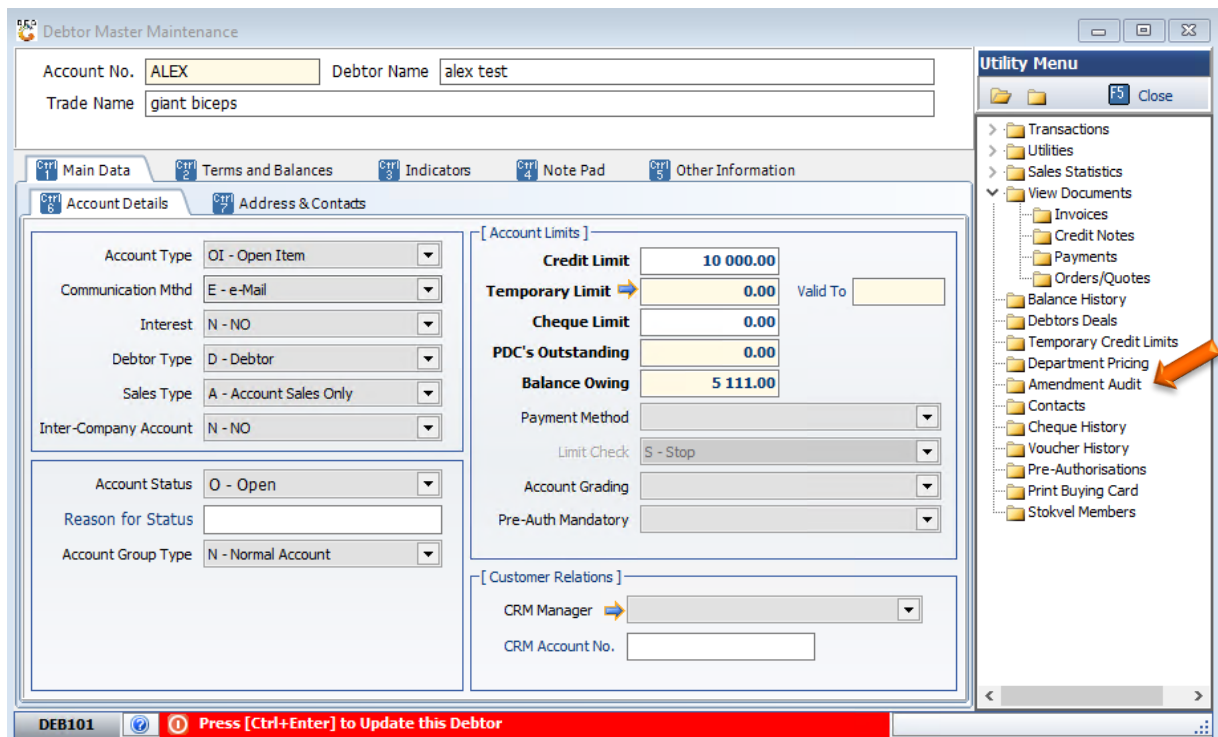 Debtor Master Maintenance
Account No. ALEX Debtor Name alex test
Trade Name giant biceps
Ctrl 1 Main Data Ctrl 2 Terms and Balances Ctrl 3 Indicators Ctrl 4 Note Pad Ctrl 5 Other Information
Ctrl 6 Account Details Ctrl 7 Address & Contacts
Account Type OI - Open Item
Communication Mthd E - e-Mail
Interest N - NO
Debtor Type D - Debtor
Sales Type A - Account Sales Only
Inter-Company Account N - NO
Account Status O - Open
Reason for Status
Account Group Type N - Normal Account
[ Account Limits ]
Credit Limit 10 000.00
Temporary Limit 0.00 Valid To
Cheque Limit 0.00
PDC's Outstanding 0.00
Balance Owing 5 111.00
Payment Method
Limit Check S - Stop
Account Grading
Pre-Auth Mandatory
[ Customer Relations ]
CRM Manager
CRM Account No.
Utility Menu
F5 Close
Transactions
Utilities
Sales Statistics
View Documents
Invoices
Credit Notes
Payments
Orders/Quotes
Balance History
Debtors Deals
Temporary Credit Limits
Department Pricing
Amendment Audit
Contacts
Cheque History
Voucher History
Pre-Authorisations
Print Buying Card
Stokvel Members
DEB101 Press [Ctrl+Enter] to Update this Debtor